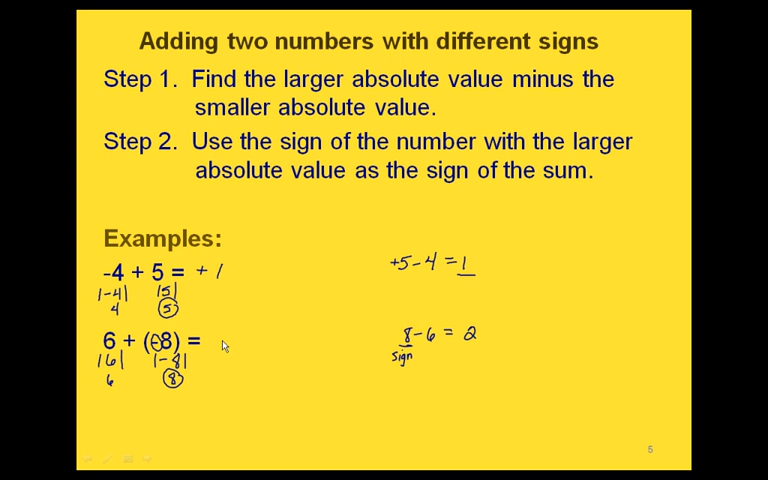 Adding two numbers with different signs
Step 1. Find the larger absolute value minus the
smaller absolute value.
Step 2. Use the sign of the number with the larger
absolute value as the sign of the sum.
Examples:
-4 + 5 = + 1
|-4| |5|
4 5
+5 - 4 = 1
6 + (-8) =
|6| |-8|
6 8
8 - 6 = 2
sign
5